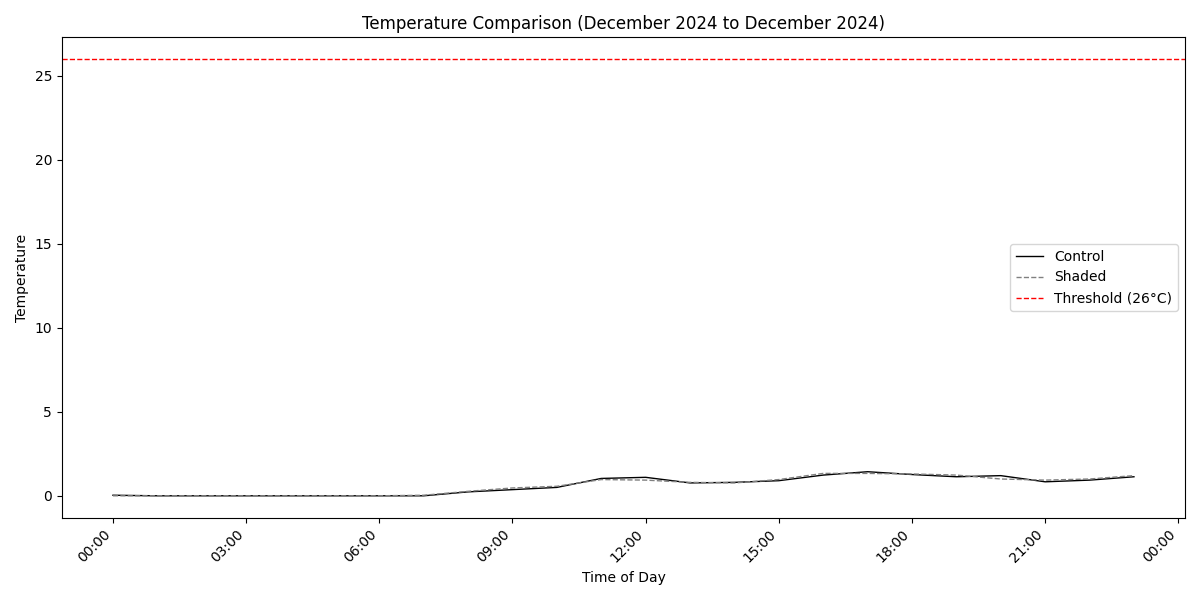 Temperature Comparison (December 2024 to December 2024)
25
20
15
10
5
0
Temperature
Control
Shaded
Threshold (26°C)
00:00
03:00
06:00
09:00
12:00
15:00
18:00
21:00
00:00
Time of Day